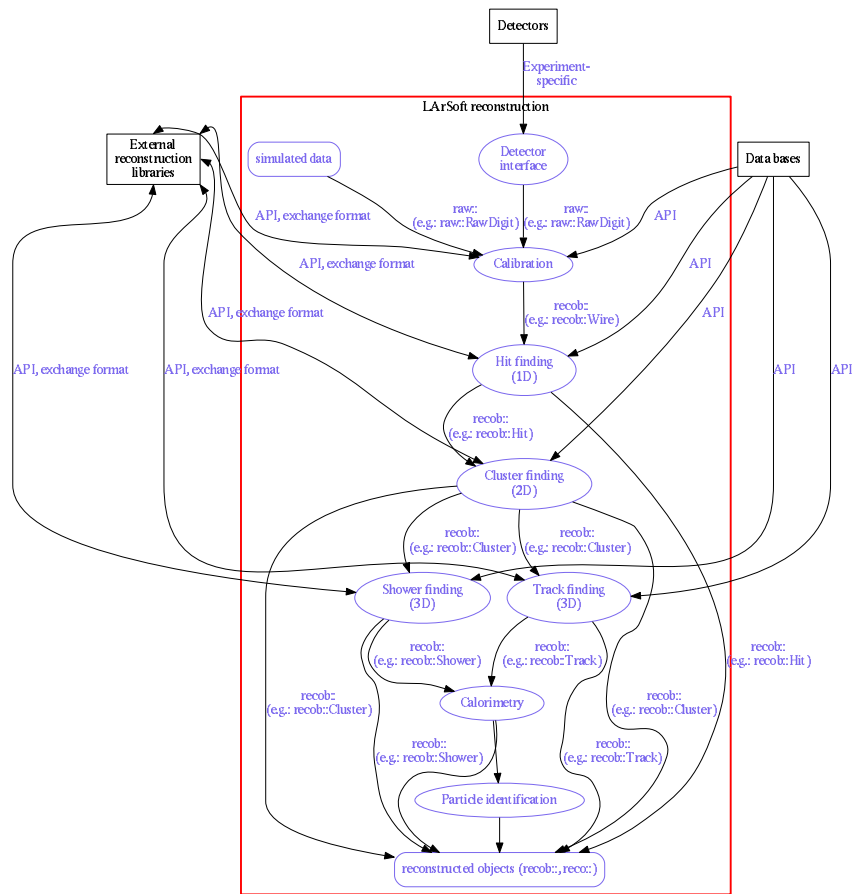 Detectors
Experiment-
specific
LArSoft reconstruction
External
reconstruction
libraries
simulated data
Detector
interface
Data bases
API, exchange format
raw::
(e.g.: raw::RawDigit)
raw::
(e.g.: raw::RawDigit)
API
API, exchange format
Calibration
API
API, exchange format
recob::
(e.g.: recob::Wire)
API
API, exchange format
API, exchange format
Hit finding
(1D)
API
API
recob::
(e.g.: recob::Hit)
Cluster finding
(2D)
recob::
(e.g.: recob::Cluster)
recob::
(e.g.: recob::Cluster)
Shower finding
(3D)
Track finding
(3D)
recob::
(e.g.: recob::Shower)
recob::
(e.g.: recob::Track)
recob::
(e.g.: recob::Hit)
recob::
(e.g.: recob::Cluster)
Calorimetry
recob::
(e.g.: recob::Cluster)
recob::
(e.g.: recob::Shower)
recob::
(e.g.: recob::Track)
Particle identification
reconstructed objects (recob::, reco::)